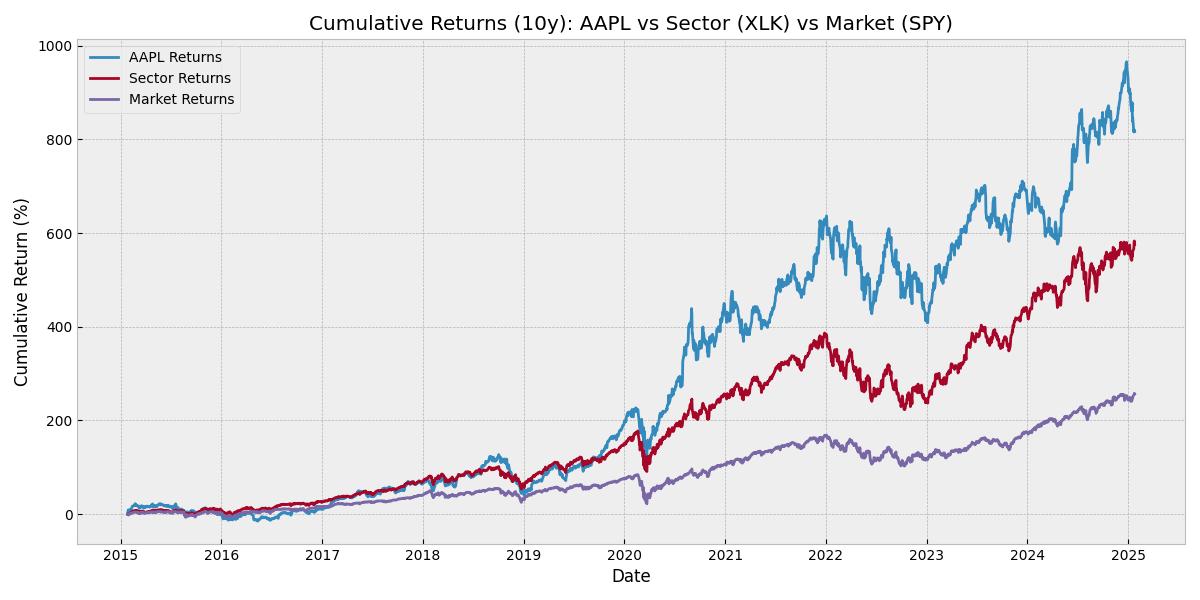 Cumulative Returns (10y): AAPL vs Sector (XLK) vs Market (SPY)
AAPL Returns
Sector Returns
Market Returns
Cumulative Return (%)
1000
800
600
400
200
0
2015 2016 2017 2018 2019 2020 2021 2022 2023 2024 2025
Date